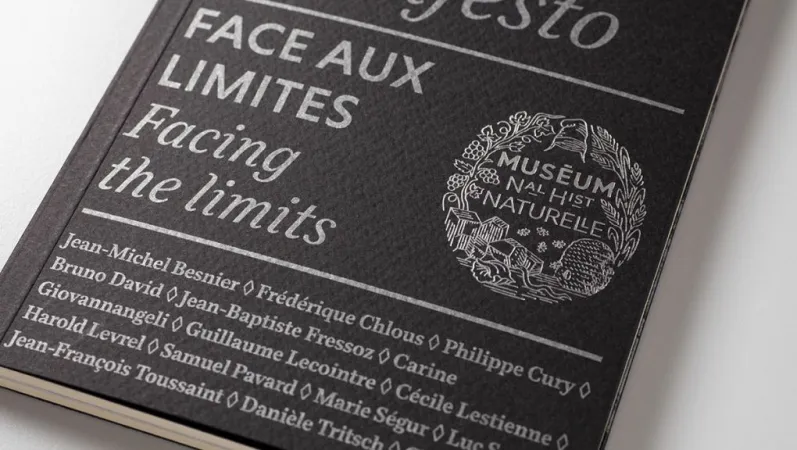 FACE AUX
LIMITES
Facing
the limits
MUSÉUM
NAL HIST
NATURELLE
Jean-Michel Besnier ◊ Frédérique Chlous ◊ Philippe Cury ◊
Bruno David ◊ Jean-Baptiste Fressoz ◊ Carine
Giovannangeli ◊ Guillaume Lecointre ◊ Cécile Lestienne ◊
Harold Levrel ◊ Samuel Pavard ◊ Marie Ségur ◊ Luc
Jean-François Toussaint ◊ Danièle Tritsch ◊